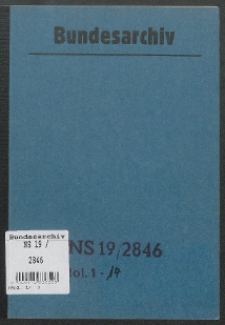 Bundesarchiv
Bundesarchiv
NS 19 /
2846
NS 19/2846
Fol. 1-19